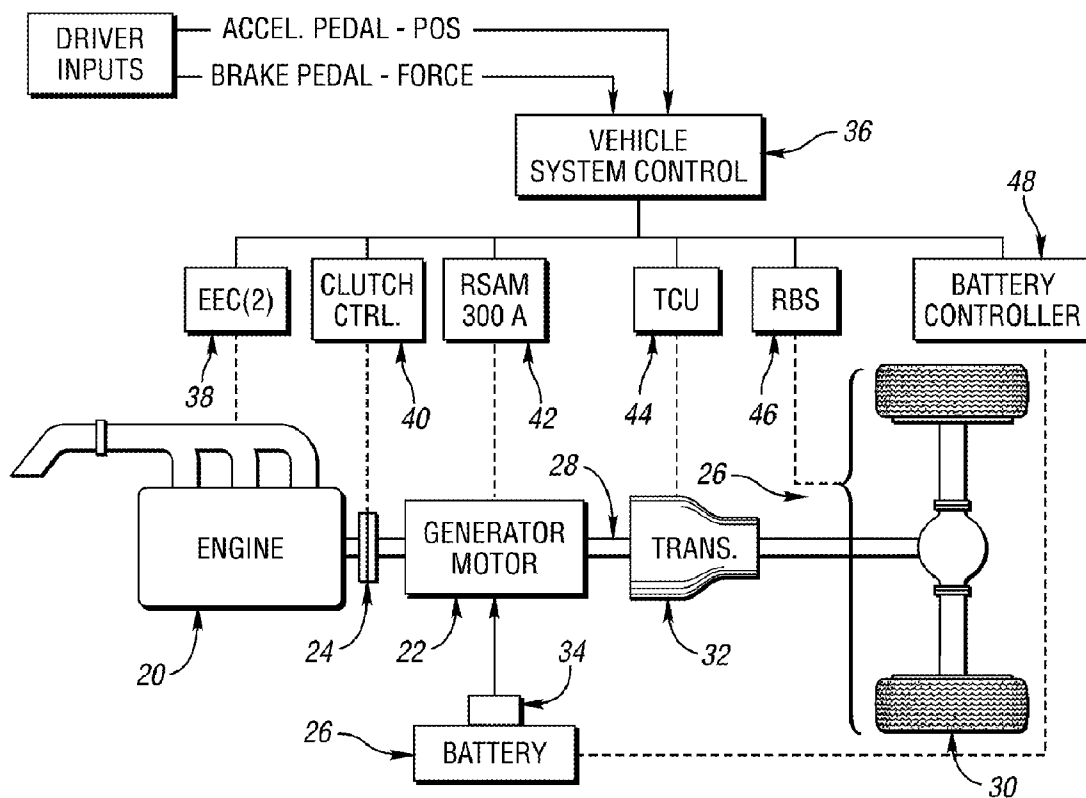 DRIVER
INPUTS
ACCEL. PEDAL - POS
BRAKE PEDAL - FORCE
VEHICLE
SYSTEM CONTROL
36
48
EEC(2)
CLUTCH
CTRL.
RSAM
300 A
TCU
RBS
BATTERY
CONTROLLER
38
40
42
44
46
28
26
ENGINE
GENERATOR
MOTOR
TRANS.
20
24
22
34
32
26
BATTERY
30